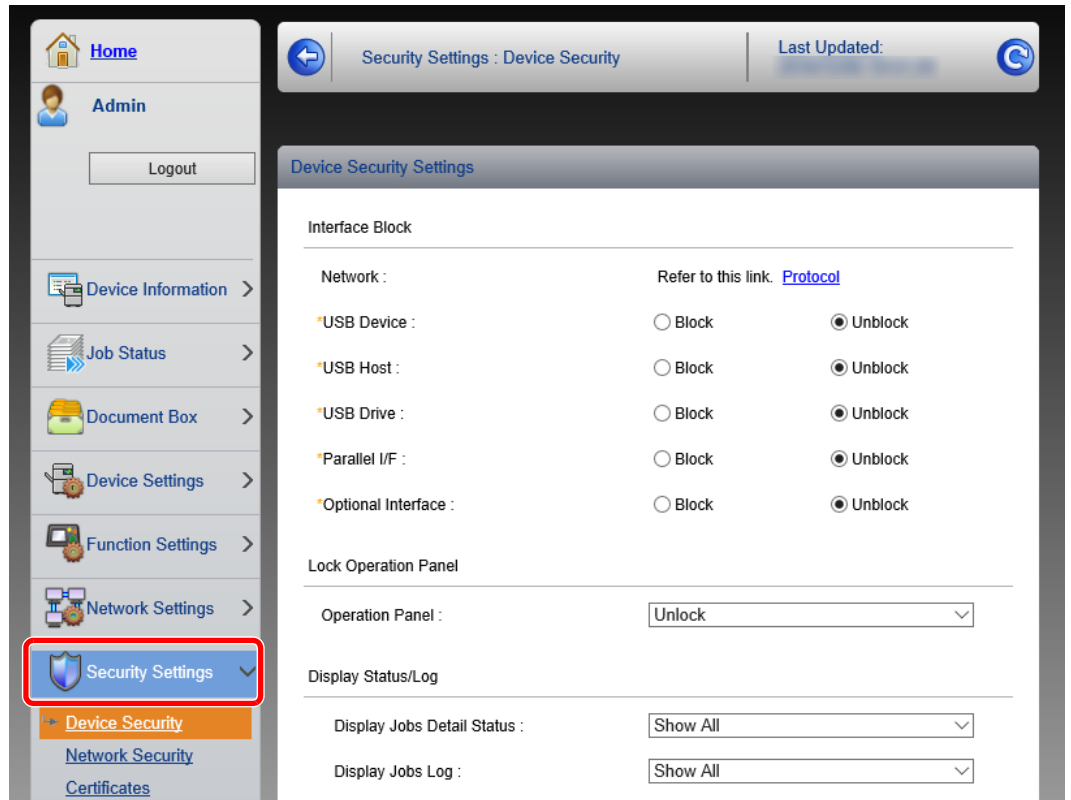 Home
Admin
Logout
Device Information
Job Status
Document Box
Device Settings
Function Settings
Network Settings
Security Settings
Device Security
Network Security
Certificates
Security Settings : Device Security
Last Updated:
Device Security Settings
Interface Block
Network : Refer to this link. Protocol
*USB Device : Block Unblock
*USB Host : Block Unblock
*USB Drive : Block Unblock
*Parallel I/F : Block Unblock
*Optional Interface : Block Unblock
Lock Operation Panel
Operation Panel : Unlock
Display Status/Log
Display Jobs Detail Status : Show All
Display Jobs Log : Show All